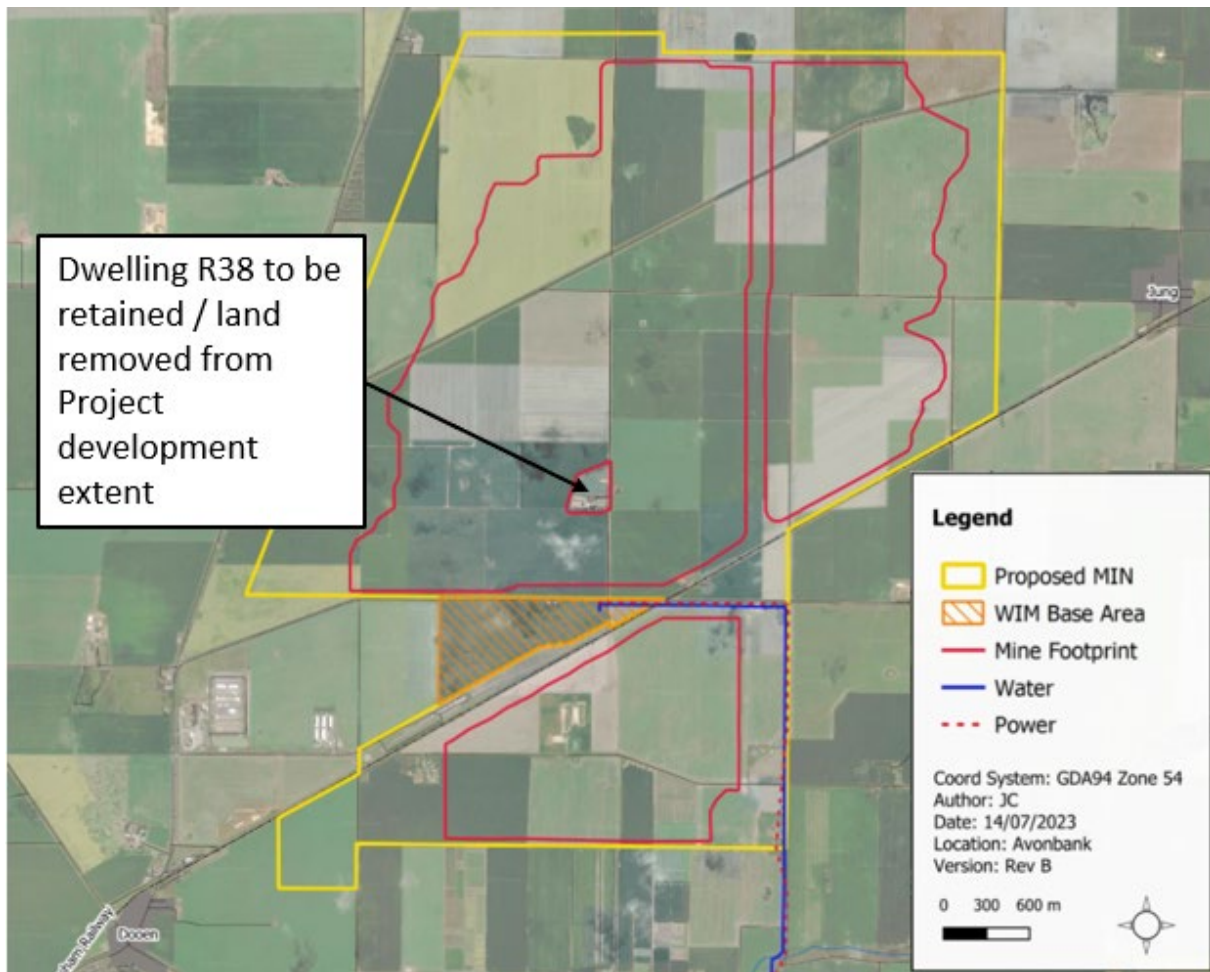 Dwelling R38 to be
retained / land
removed from
Project
development
extent
Jung
Legend
Proposed MIN
WIM Base Area
Mine Footprint
Water
Power
Coord System: GDA94 Zone 54
Author: JC
Date: 14/07/2023
Location: Avonbank
Version: Rev B
0 300 600 m
Dooen
ham Railway